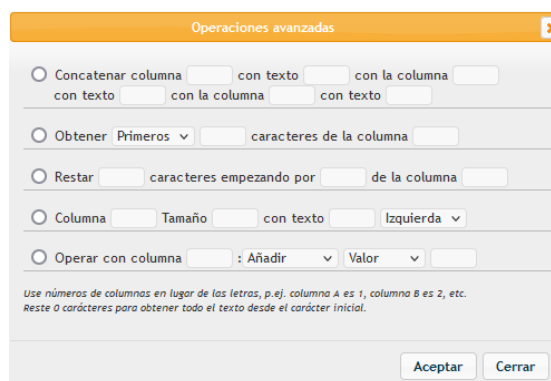 Operaciones avanzadas
Concatenar columna con texto con la columna
con texto con la columna con texto
Obtener Primeros caracteres de la columna
Restar caracteres empezando por de la columna
Columna Tamaño con texto Izquierda
Operar con columna : Añadir Valor
Use números de columnas en lugar de las letras, p.ej. columna A es 1, columna B es 2, etc.
Reste 0 carácteres para obtener todo el texto desde el carácter inicial.
Aceptar Cerrar